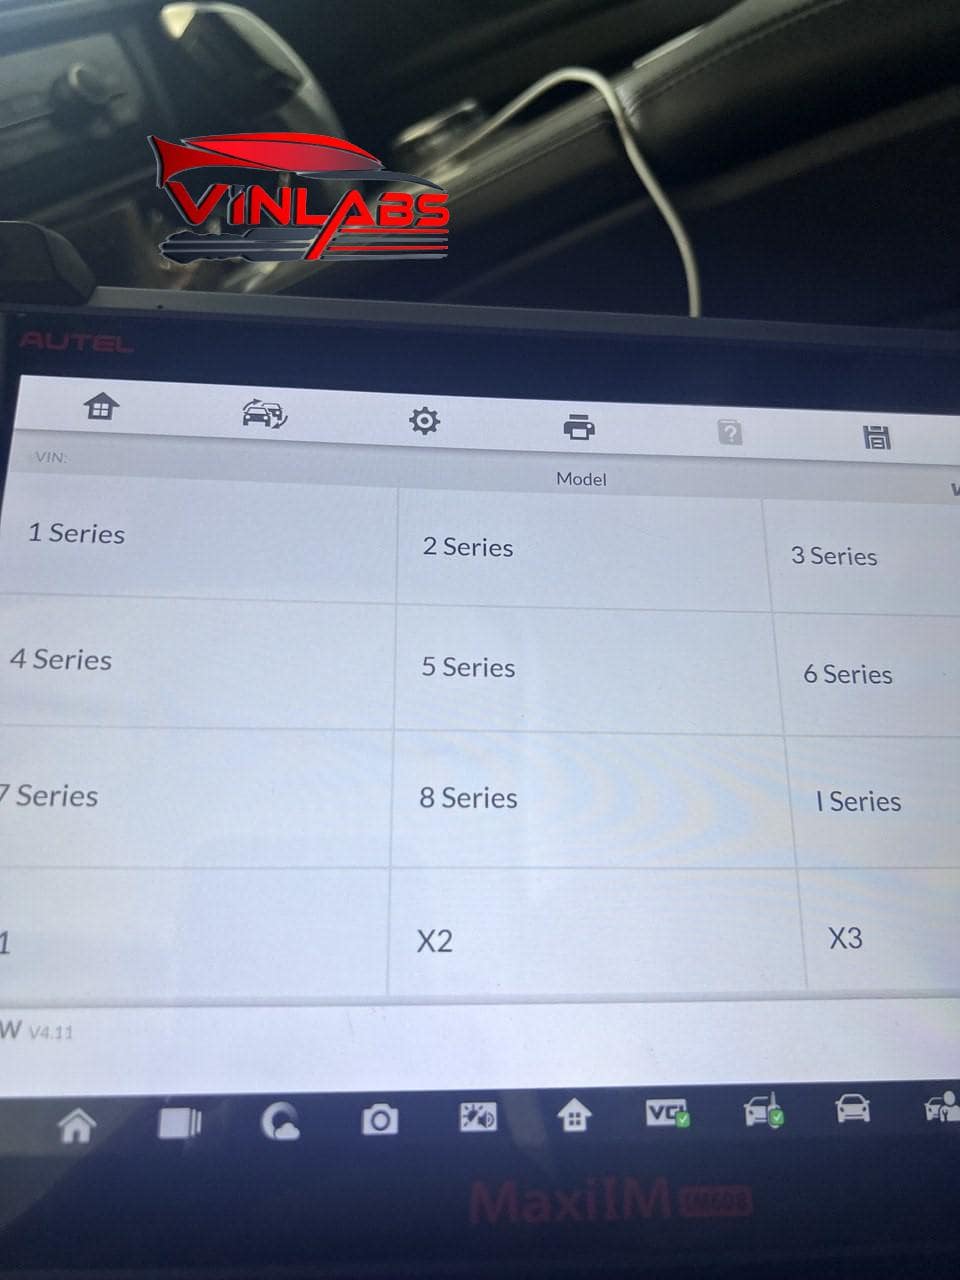 VINLABS
AUTEL
VIN:
Model
1 Series
2 Series
3 Series
4 Series
5 Series
6 Series
7 Series
8 Series
I Series
1
X2
X3
W V4.11
VCI
MaxiIM IM608